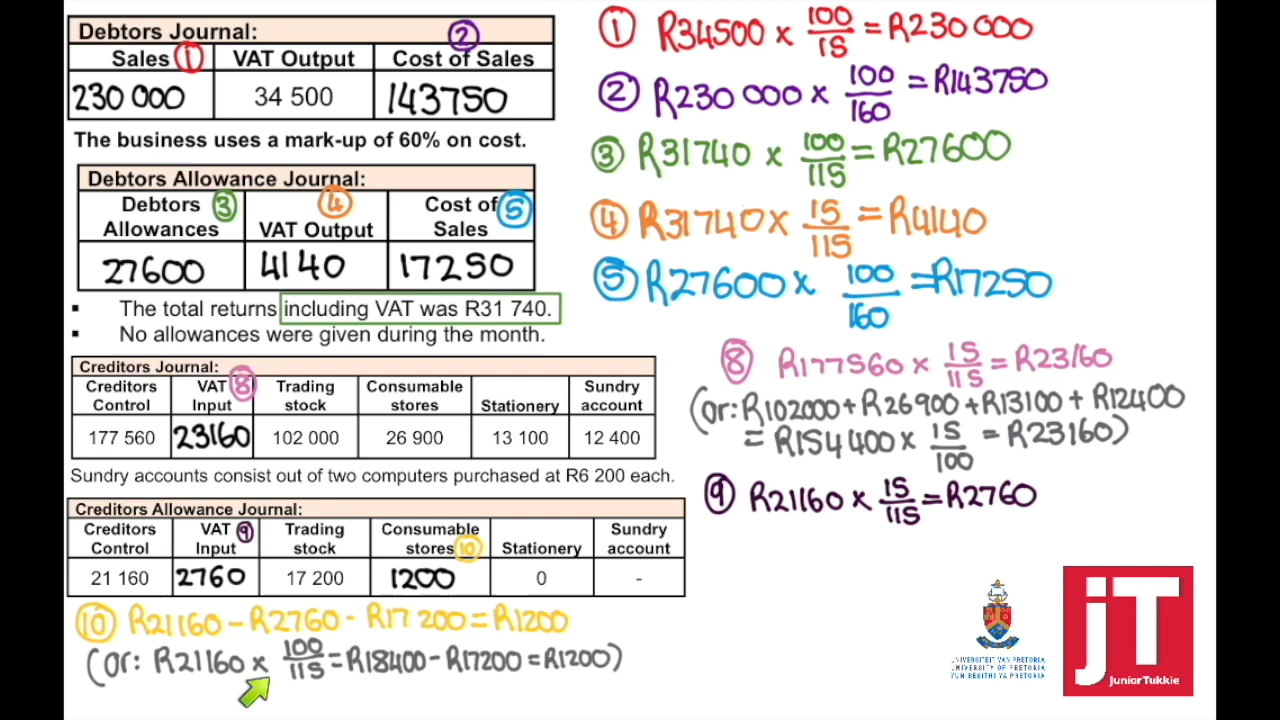 Debtors Journal: ②
Sales ① VAT Output Cost of Sales
230 000 34 500 143750
The business uses a mark-up of 60% on cost.
Debtors Allowance Journal:
Debtors Allowances ③ VAT Output ④ Cost of Sales ⑤
27600 4140 17250
▪ The total returns including VAT was R31 740.
▪ No allowances were given during the month.
Creditors Journal:
Creditors Control VAT Input ⑧ Trading stock Consumable stores Stationery Sundry account
177 560 23160 102 000 26 900 13 100 12 400
Sundry accounts consist out of two computers purchased at R6 200 each.
Creditors Allowance Journal:
Creditors Control VAT Input ⑨ Trading stock Consumable stores ⑩ Stationery Sundry account
21 160 2760 17 200 1200 0 -
⑩ R21160 - R2760 - R17 200 = R1200
(Or: R21160 x 100/115 = R18400 - R17200 = R1200)
① R34500 x 100/15 = R230 000
② R230 000 x 100/160 = R143750
③ R31740 x 100/115 = R27600
④ R31740 x 15/115 = R4140
⑤ R27600 x 100/160 = R17250
⑧ R177560 x 15/115 = R23160
(Or: R102000 + R26900 + R13100 + R12400
= R154400 x 15/100 = R23160)
⑨ R21160 x 15/115 = R2760
UNIVERSITEIT VAN PRETORIA
UNIVERSITY OF PRETORIA
YUNIBESITHI YA PRETORIA
jT
JuniorTukkie